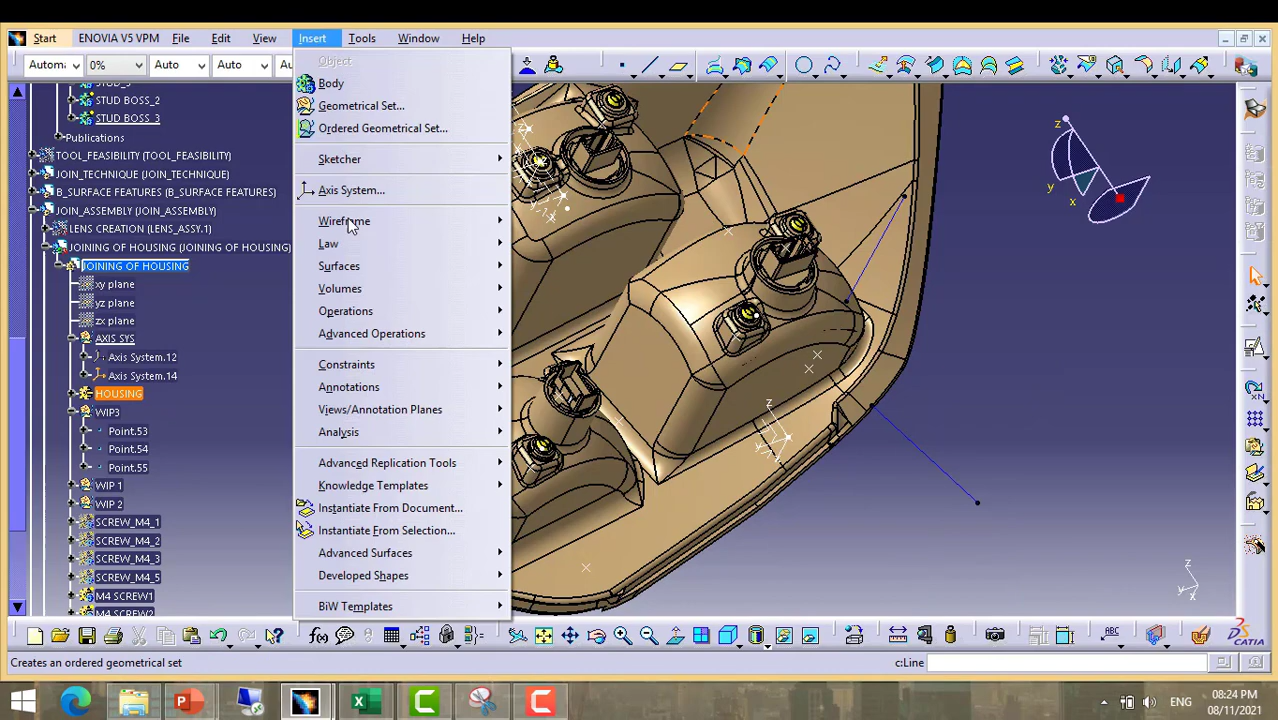 Start ENOVIA V5 VPM File Edit View Insert Tools Window Help
Automa 0% Auto Auto Au
Object
Body
Geometrical Set...
Ordered Geometrical Set...
Sketcher
Axis System...
Wireframe
Law
Surfaces
Volumes
Operations
Advanced Operations
Constraints
Annotations
Views/Annotation Planes
Analysis
Advanced Replication Tools
Knowledge Templates
Instantiate From Document...
Instantiate From Selection...
Advanced Surfaces
Developed Shapes
BiW Templates
STUD BOSS_2
STUD BOSS_3
Publications
TOOL_FEASIBILITY (TOOL_FEASIBILITY)
JOIN_TECHNIQUE (JOIN_TECHNIQUE)
B_SURFACE FEATURES (B_SURFACE FEATURES)
JOIN_ASSEMBLY (JOIN_ASSEMBLY)
LENS CREATION (LENS_ASSY.1)
JOINING OF HOUSING (JOINING OF HOUSING)
JOINING OF HOUSING
xy plane
yz plane
zx plane
AXIS SYS
Axis System.12
Axis System.14
HOUSING
WIP3
Point.53
Point.54
Point.55
WIP 1
WIP 2
SCREW_M4_1
SCREW_M4_2
SCREW_M4_3
SCREW_M4_5
M4 SCREW1
M4 SCREW2
z
y
x
z
y
x
z
y x
f(x)
ABC
CATIA
Creates an ordered geometrical set
c:Line
ENG
08:24 PM
08/11/2021